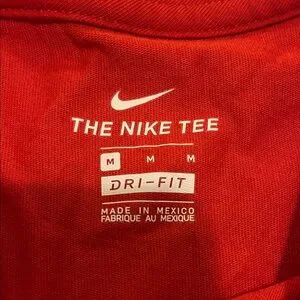 THE NIKE TEE
M M M
DRI-FIT
MADE IN MEXICO
FABRIQUE AU MEXIQUE